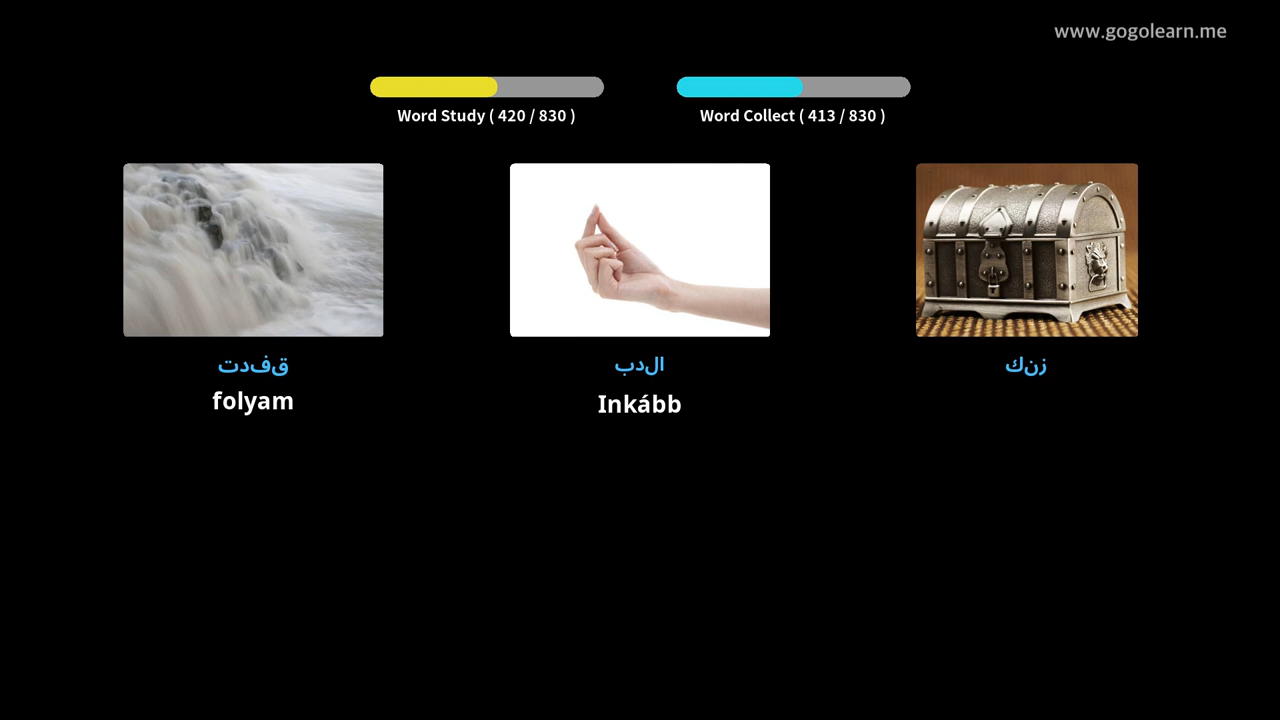 www.gogolearn.me
Word Study ( 420 / 830 )
Word Collect ( 413 / 830 )
قفدت
الدب
زنك
folyam
Inkább